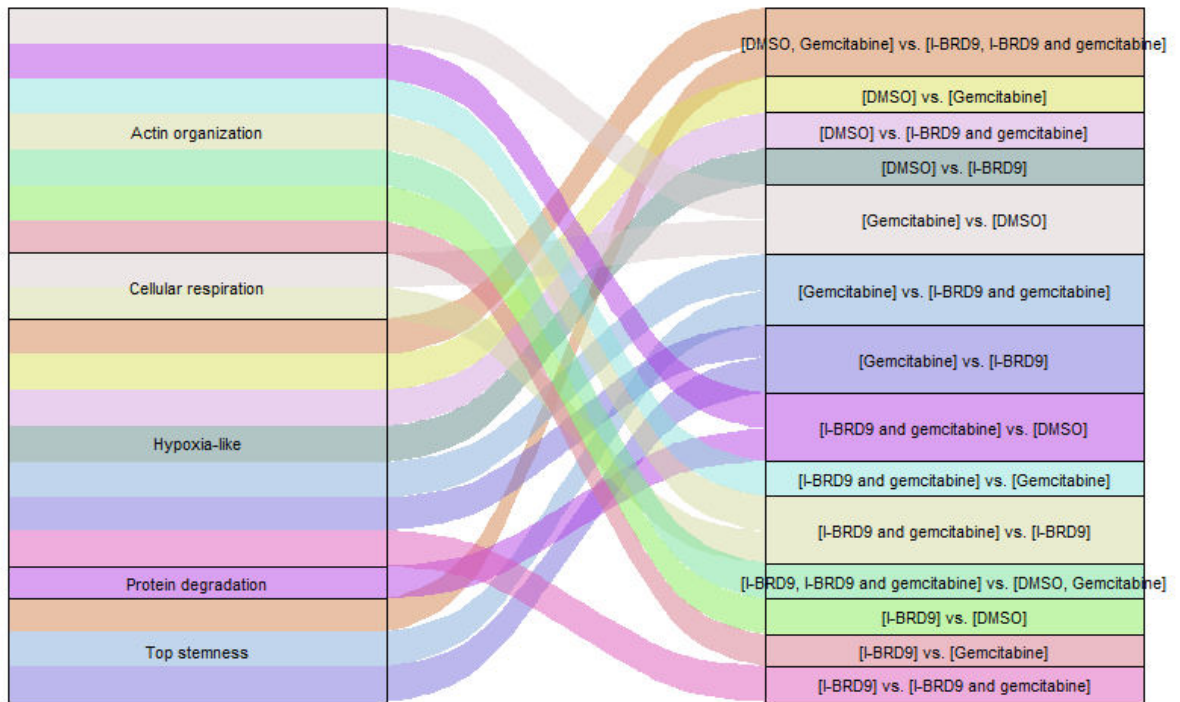 Actin organization
Cellular respiration
Hypoxia-like
Protein degradation
Top stemness
[DMSO, Gemcitabine] vs. [I-BRD9, I-BRD9 and gemcitabine]
[DMSO] vs. [Gemcitabine]
[DMSO] vs. [I-BRD9 and gemcitabine]
[DMSO] vs. [I-BRD9]
[Gemcitabine] vs. [DMSO]
[Gemcitabine] vs. [I-BRD9 and gemcitabine]
[Gemcitabine] vs. [I-BRD9]
[I-BRD9 and gemcitabine] vs. [DMSO]
[I-BRD9 and gemcitabine] vs. [Gemcitabine]
[I-BRD9 and gemcitabine] vs. [I-BRD9]
[I-BRD9, I-BRD9 and gemcitabine] vs. [DMSO, Gemcitabine]
[I-BRD9] vs. [DMSO]
[I-BRD9] vs. [Gemcitabine]
[I-BRD9] vs. [I-BRD9 and gemcitabine]